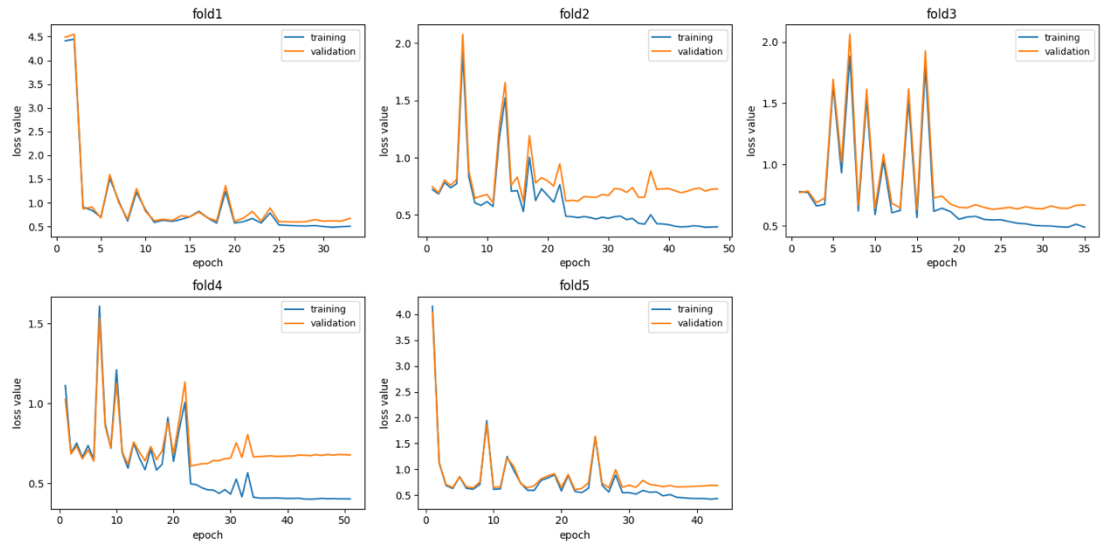 fold1
4.5
4.0
3.5
3.0
2.5
2.0
1.5
1.0
0.5
loss value
training
validation
0 5 10 15 20 25 30
epoch
fold2
2.0
1.5
1.0
0.5
loss value
training
validation
0 10 20 30 40 50
epoch
fold3
2.0
1.5
1.0
0.5
loss value
training
validation
0 5 10 15 20 25 30 35
epoch
fold4
1.5
1.0
0.5
loss value
training
validation
0 10 20 30 40 50
epoch
fold5
4.0
3.5
3.0
2.5
2.0
1.5
1.0
0.5
loss value
training
validation
0 10 20 30 40
epoch